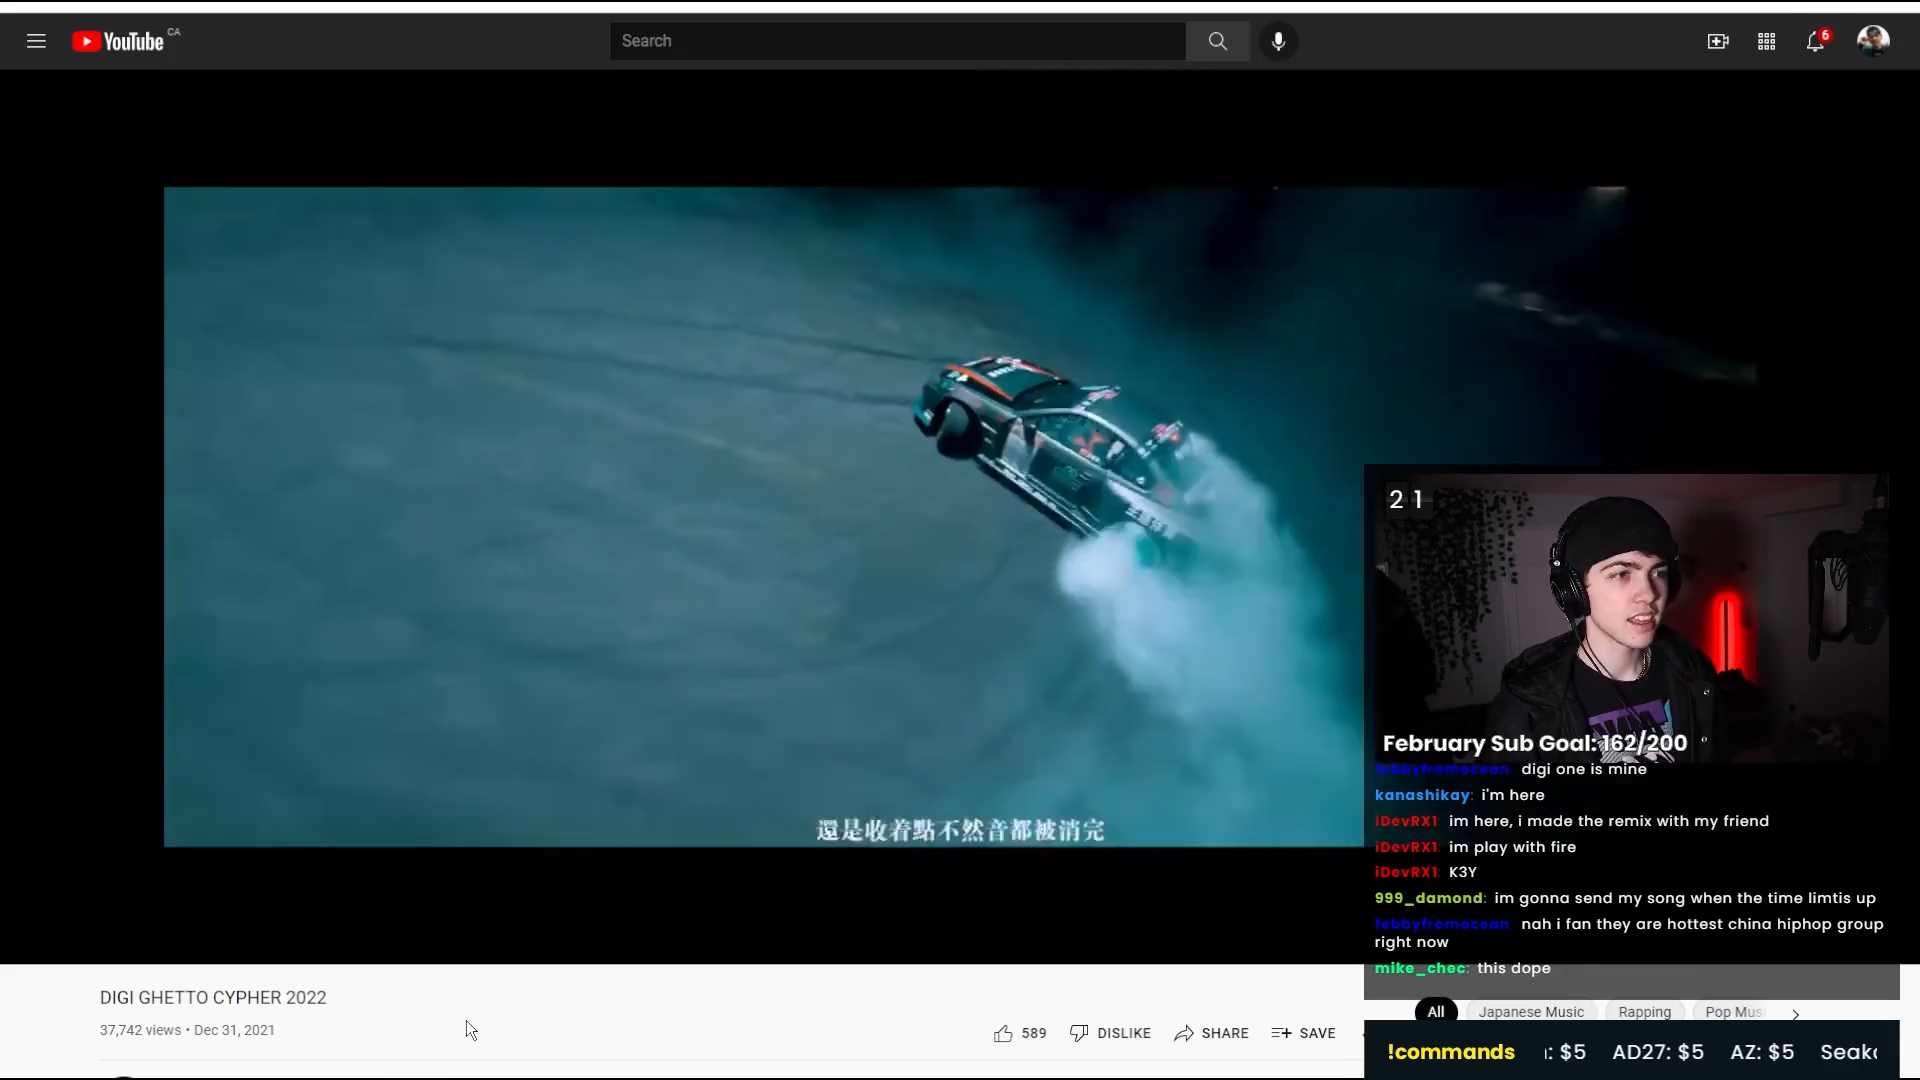 YouTube CA
Search
6
還是收着點不然音都被消完
21
February Sub Goal: 162/200
febbyfromocean digi one is mine
kanashikay: i'm here
iDevRX1: im here, i made the remix with my friend
iDevRX1: im play with fire
iDevRX1: K3Y
999_damond: im gonna send my song when the time limtis up
febbyfromocean nah i fan they are hottest china hiphop group
right now
mike_chec: this dope
DIGI GHETTO CYPHER 2022
37,742 views • Dec 31, 2021
589 DISLIKE SHARE SAVE
All Japanese Music Rapping Pop Mus
!commands : $5 AD27: $5 AZ: $5 Seak